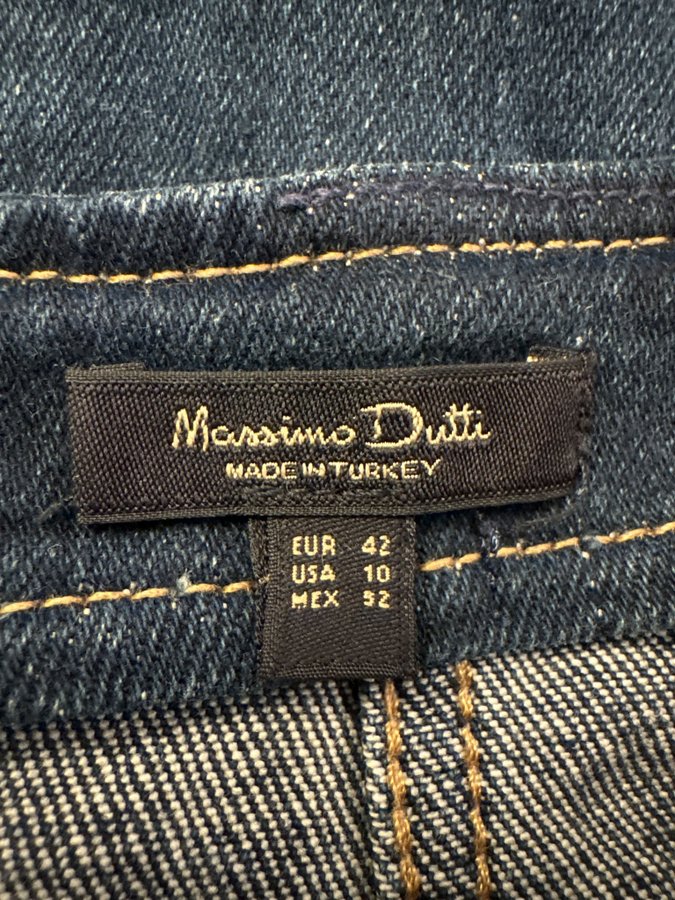 Massimo Dutti
MADE IN TURKEY
EUR 42
USA 10
MEX 32